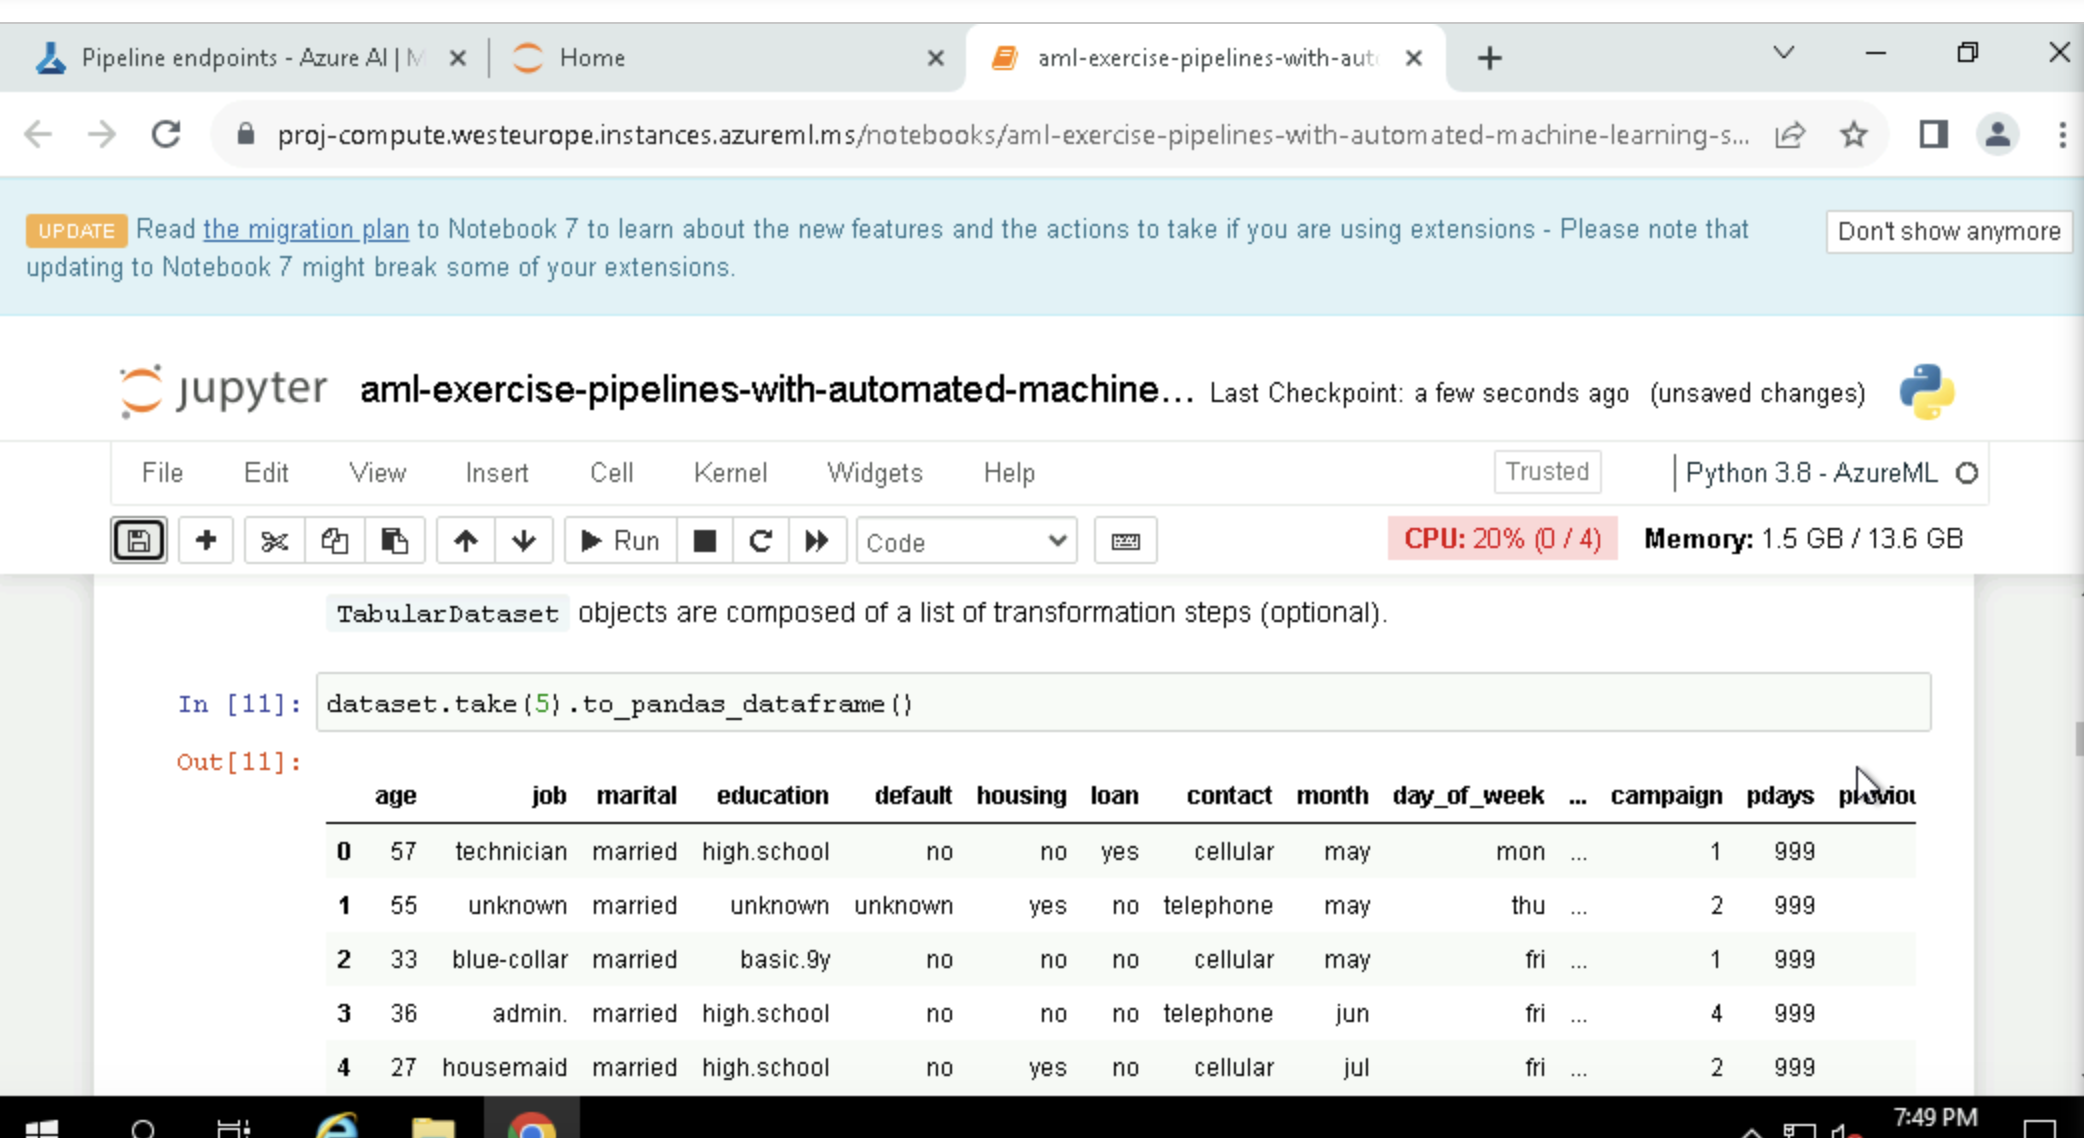 Pipeline endpoints - Azure AI | M
Home
aml-exercise-pipelines-with-aut
proj-compute.westeurope.instances.azureml.ms/notebooks/aml-exercise-pipelines-with-automated-machine-learning-s...
UPDATE Read the migration plan to Notebook 7 to learn about the new features and the actions to take if you are using extensions - Please note that
updating to Notebook 7 might break some of your extensions.
Don't show anymore
jupyter aml-exercise-pipelines-with-automated-machine... Last Checkpoint: a few seconds ago (unsaved changes)
File Edit View Insert Cell Kernel Widgets Help Trusted Python 3.8 - AzureML
Run Code CPU: 20% (0 / 4) Memory: 1.5 GB / 13.6 GB
TabularDataset objects are composed of a list of transformation steps (optional).
In [11]: dataset.take(5).to_pandas_dataframe()
Out[11]:
age job marital education default housing loan contact month day_of_week ... campaign pdays
0 57 technician married high.school no no yes cellular may mon ... 1 999
1 55 unknown married unknown unknown yes no telephone may thu ... 2 999
2 33 blue-collar married basic.9y no no no cellular may fri ... 1 999
3 36 admin. married high.school no no no telephone jun fri ... 4 999
4 27 housemaid married high.school no yes no cellular jul fri ... 2 999
7:49 PM